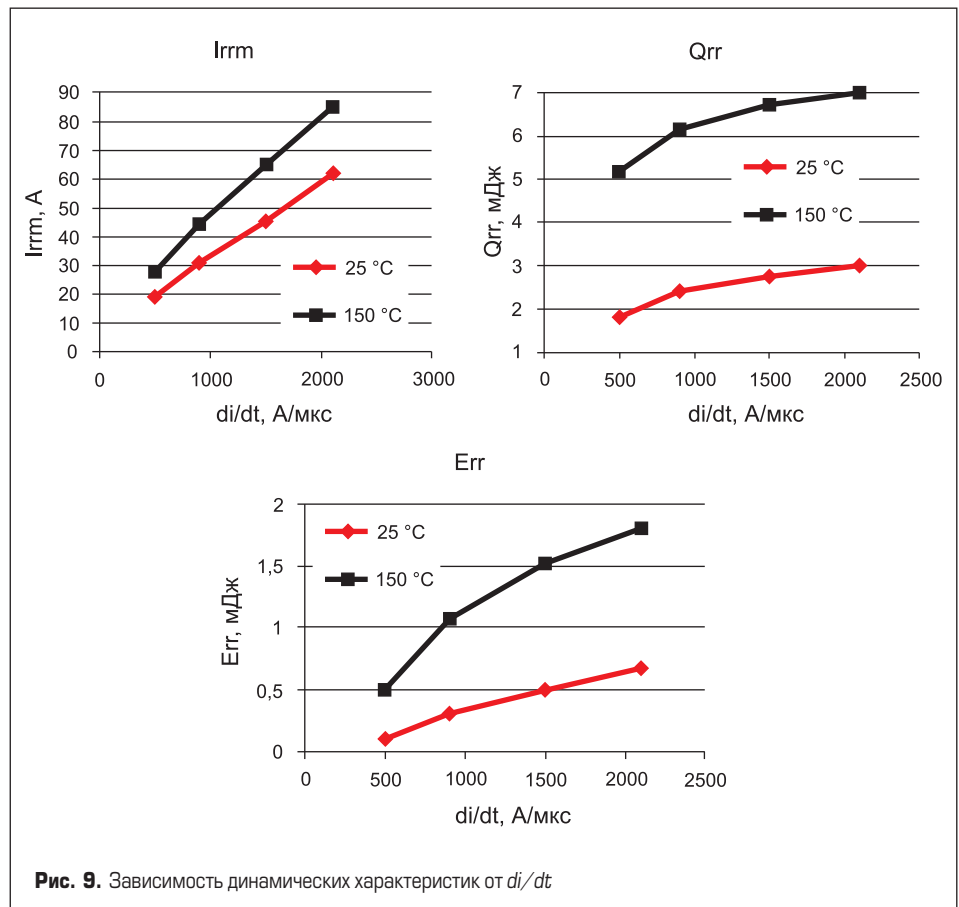 Irrm
90
80
70
60
50
40
30
20
10
0
Irrm, А
25 °C
150 °C
0 1000 2000 3000
di/dt, А/мкс
Qrr
7
6
5
4
3
2
1
Qrr, мДж
25 °C
150 °C
0 500 1000 1500 2000 2500
di/dt, А/мкс
Err
2
1,5
1
0,5
0
Err, мДж
25 °C
150 °C
0 500 1000 1500 2000 2500
di/dt, А/мкс
Рис. 9. Зависимость динамических характеристик от di/dt